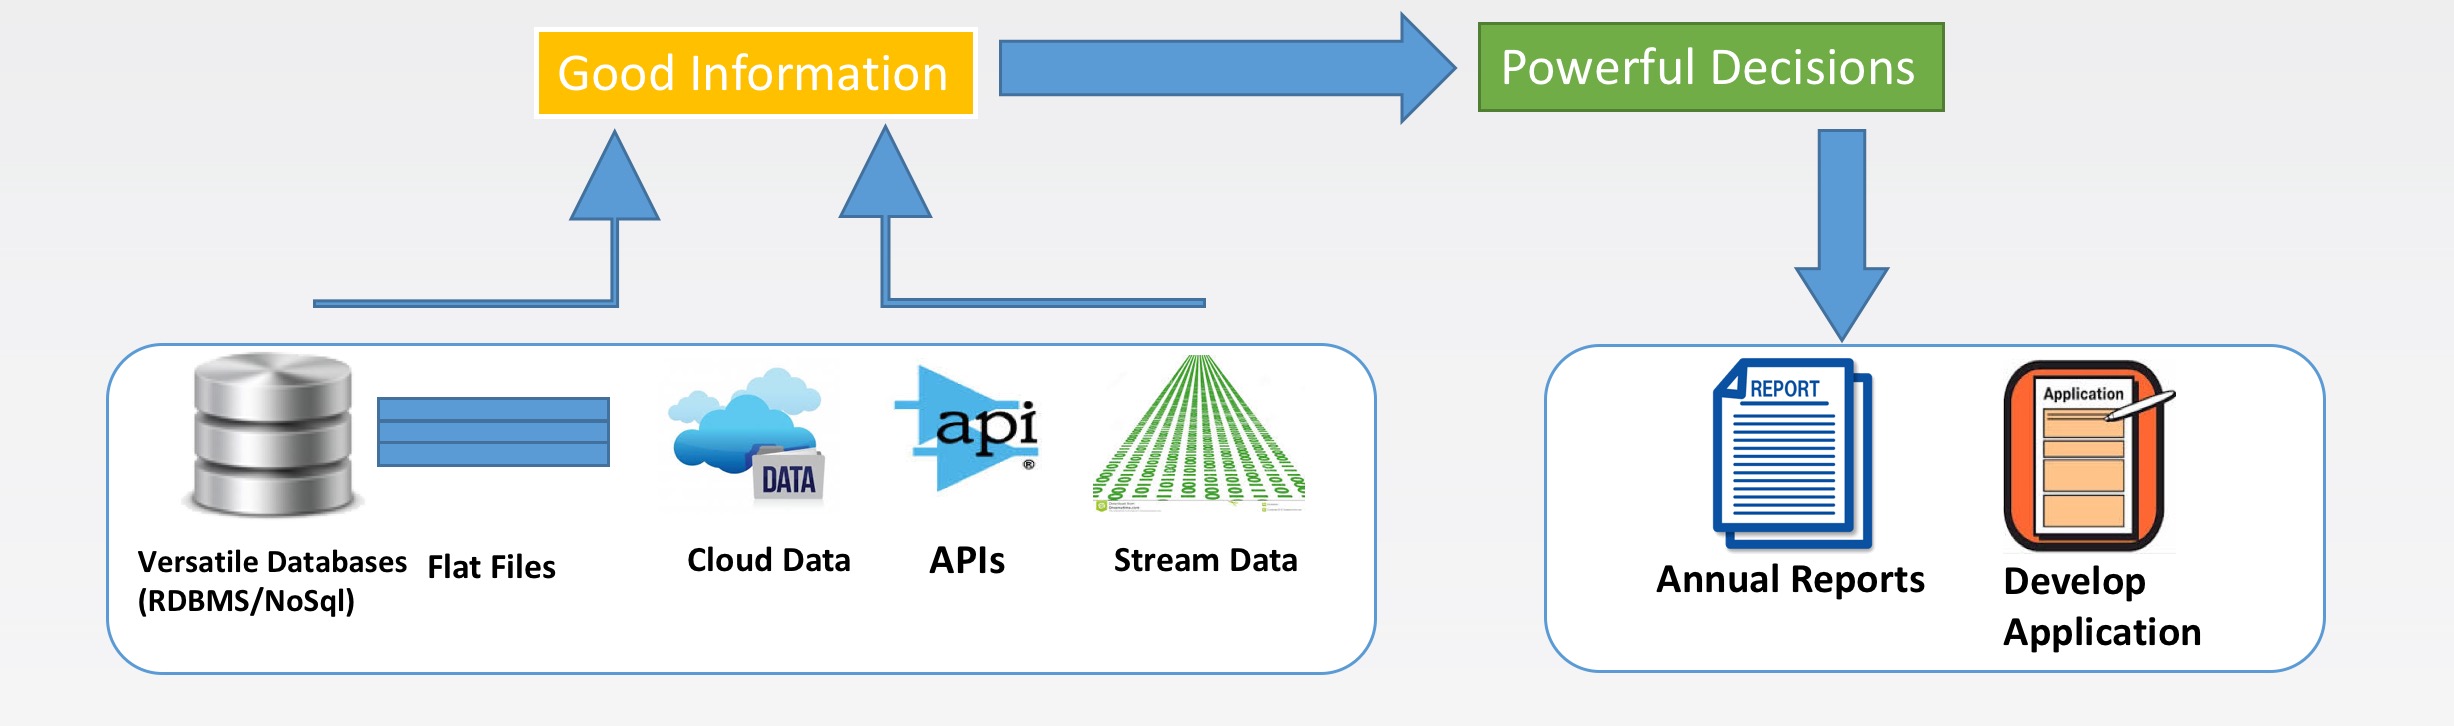 Good Information
Powerful Decisions
DATA
api
®
Versatile Databases
(RDBMS/NoSql)
Flat Files
Cloud Data
APIs
Stream Data
REPORT
Application
Annual Reports
Develop
Application